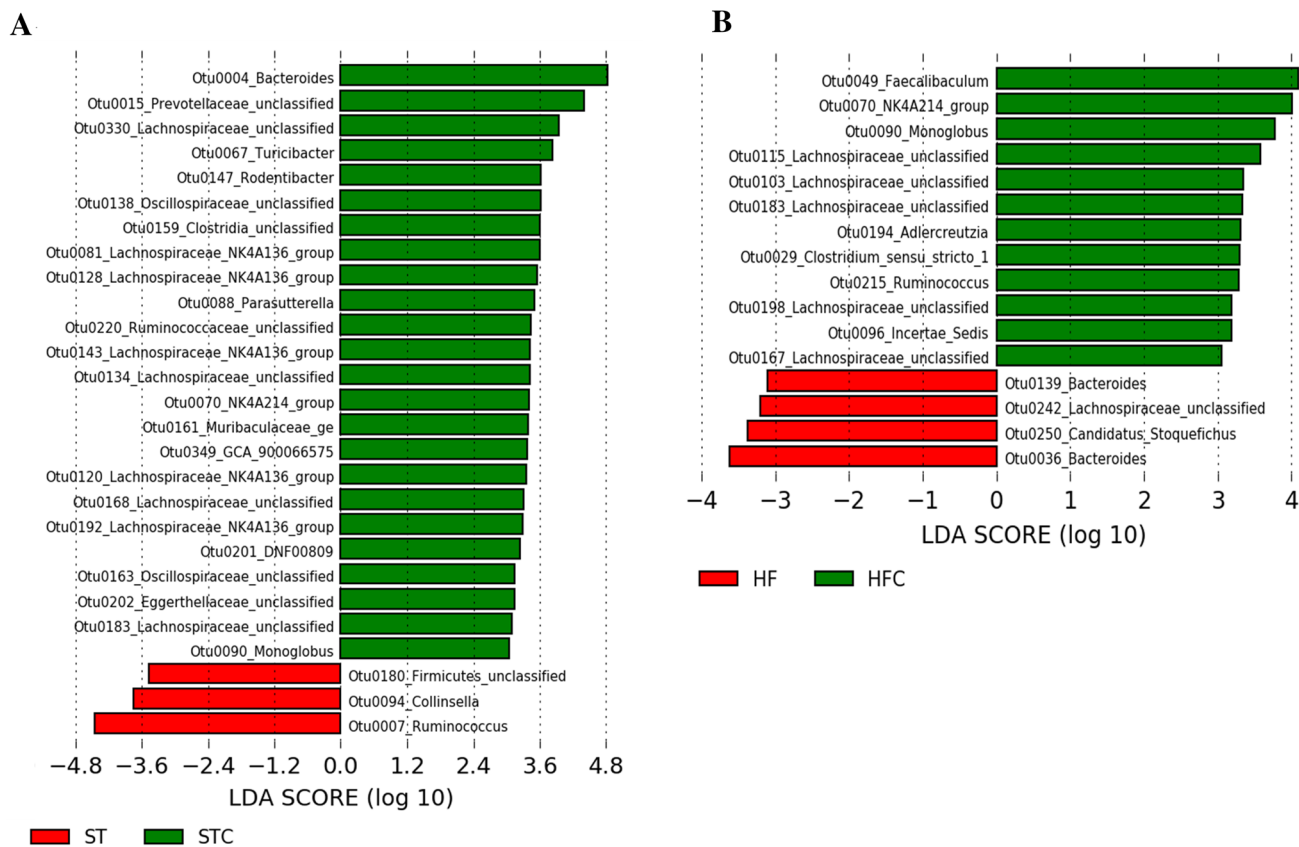 A
Otu0004_Bacteroides
Otu0015_Prevotellaceae_unclassified
Otu0330_Lachnospiraceae_unclassified
Otu0067_Turicibacter
Otu0147_Rodentibacter
Otu0138_Oscillospiraceae_unclassified
Otu0159_Clostridia_unclassified
Otu0081_Lachnospiraceae_NK4A136_group
Otu0128_Lachnospiraceae_NK4A136_group
Otu0088_Parasutterella
Otu0220_Ruminococcaceae_unclassified
Otu0143_Lachnospiraceae_NK4A136_group
Otu0134_Lachnospiraceae_unclassified
Otu0070_NK4A214_group
Otu0161_Muribaculaceae_ge
Otu0349_GCA_900066575
Otu0120_Lachnospiraceae_NK4A136_group
Otu0168_Lachnospiraceae_unclassified
Otu0192_Lachnospiraceae_NK4A136_group
Otu0201_DNF00809
Otu0163_Oscillospiraceae_unclassified
Otu0202_Eggerthellaceae_unclassified
Otu0183_Lachnospiraceae_unclassified
Otu0090_Monoglobus
Otu0180_Firmicutes_unclassified
Otu0094_Collinsella
Otu0007_Ruminococcus
−4.8 −3.6 −2.4 −1.2 0.0 1.2 2.4 3.6 4.8
LDA SCORE (log 10)
ST STC
B
Otu0049_Faecalibaculum
Otu0070_NK4A214_group
Otu0090_Monoglobus
Otu0115_Lachnospiraceae_unclassified
Otu0103_Lachnospiraceae_unclassified
Otu0183_Lachnospiraceae_unclassified
Otu0194_Adlercreutzia
Otu0029_Clostridium_sensu_stricto_1
Otu0215_Ruminococcus
Otu0198_Lachnospiraceae_unclassified
Otu0096_Incertae_Sedis
Otu0167_Lachnospiraceae_unclassified
Otu0139_Bacteroides
Otu0242_Lachnospiraceae_unclassified
Otu0250_Candidatus_Stoquefichus
Otu0036_Bacteroides
−4 −3 −2 −1 0 1 2 3 4
LDA SCORE (log 10)
HF HFC